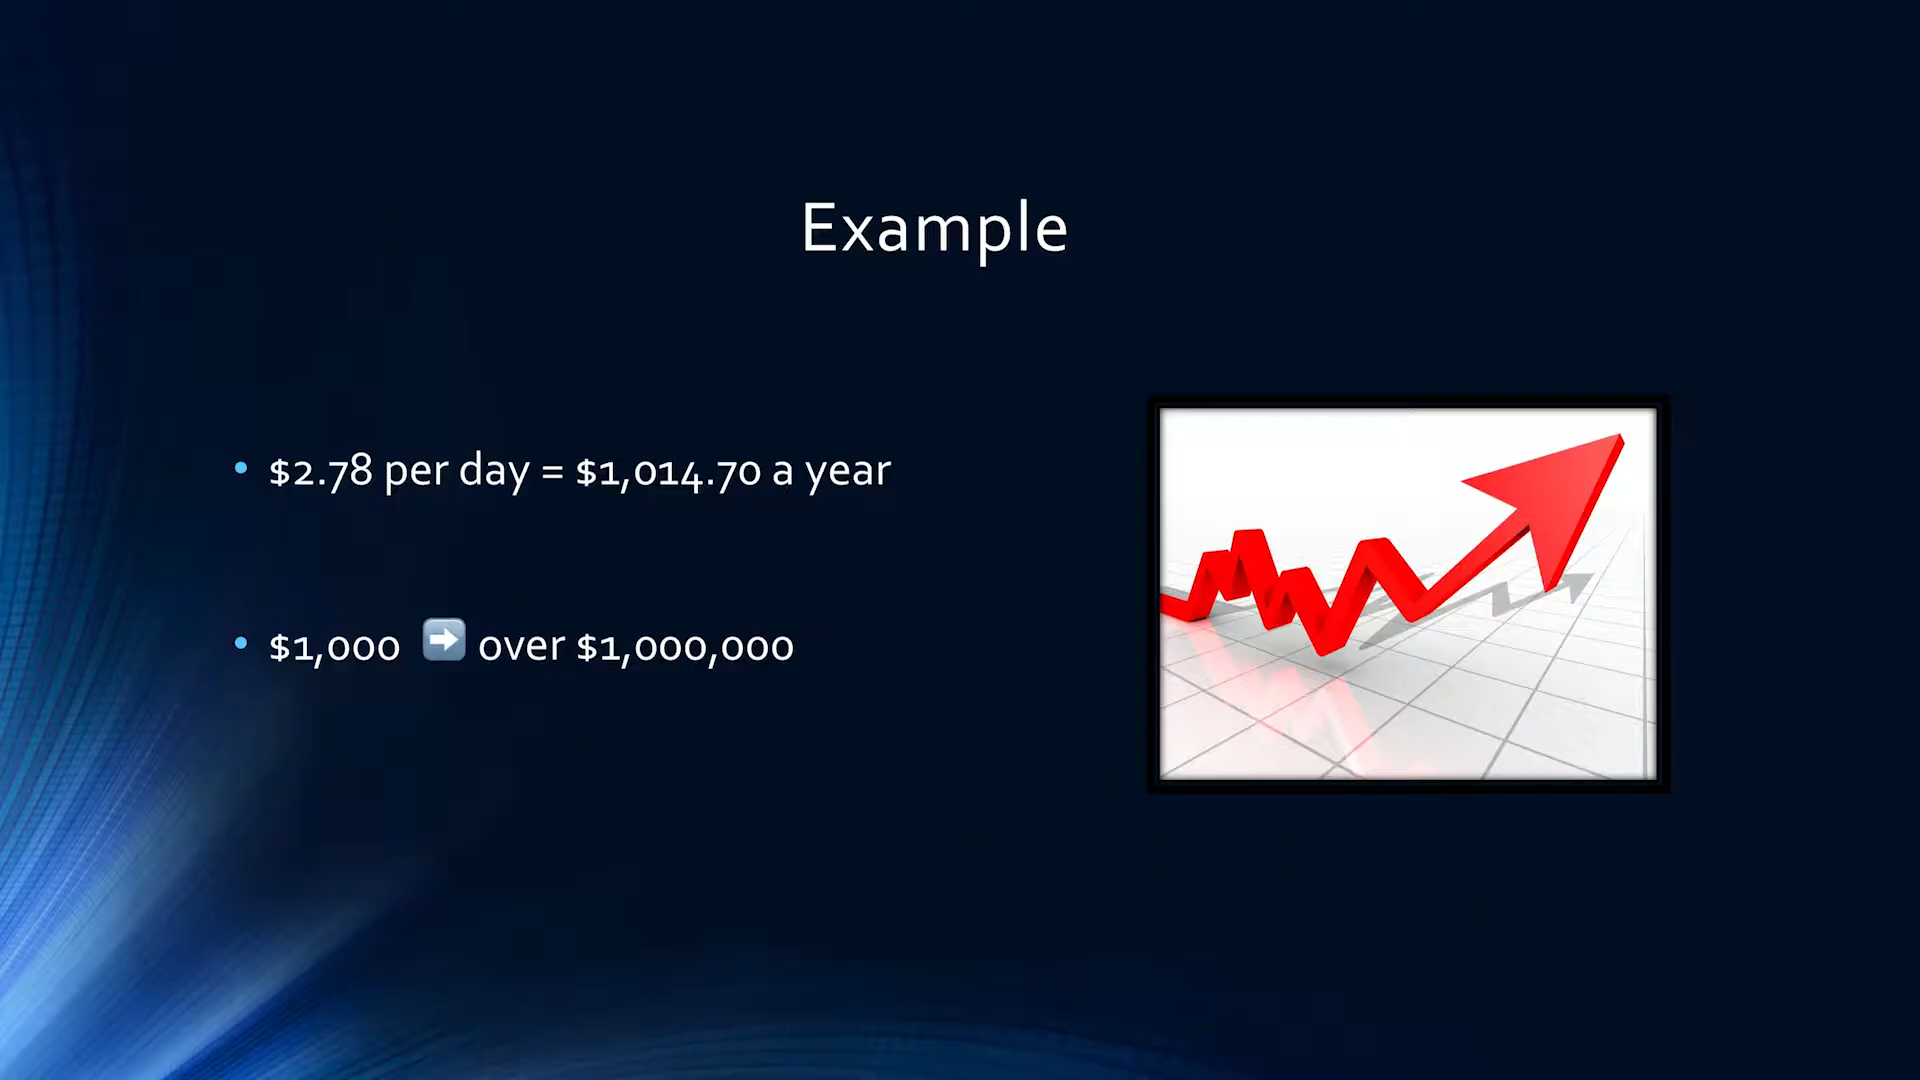 Example
• $2.78 per day = $1,014.70 a year
• $1,000 ➡ over $1,000,000